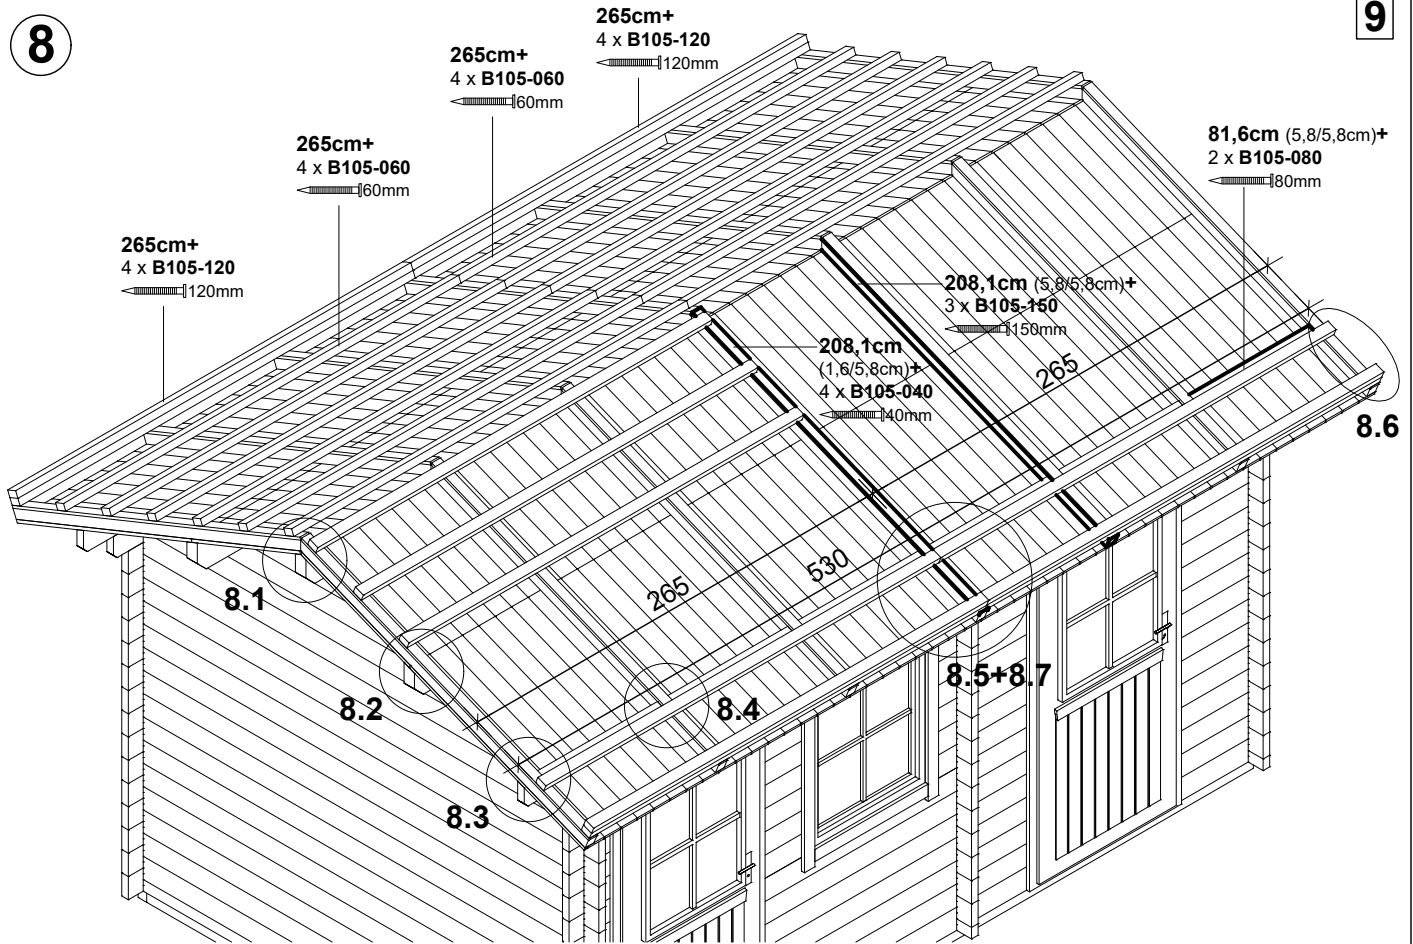 8
9
265cm+
4 x B105-120
120mm
265cm+
4 x B105-060
60mm
265cm+
4 x B105-060
60mm
265cm+
4 x B105-120
120mm
81,6cm (5,8/5,8cm)+
2 x B105-080
80mm
208,1cm (5,8/5,8cm)+
3 x B105-150
150mm
208,1cm
(1,6/5,8cm)+
4 x B105-040
40mm
265
530
265
8.1
8.2
8.3
8.4
8.5+8.7
8.6